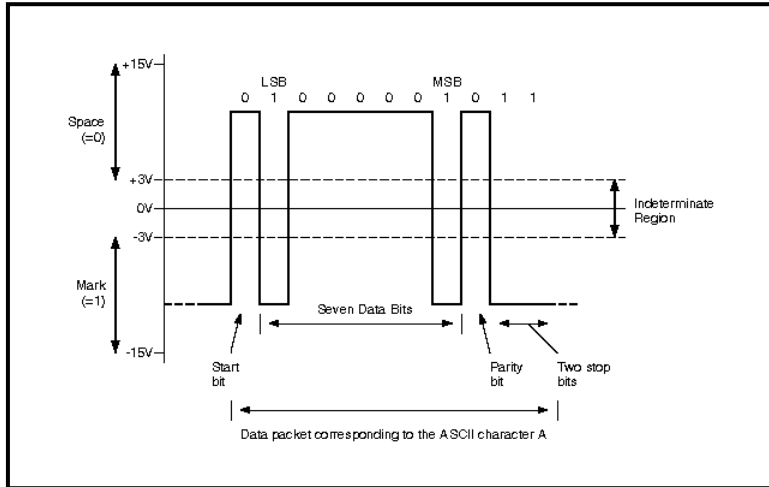 +15V
LSB MSB
0 1 0 0 0 0 0 1 0 1 1
Space
(=0)
+3V
0V
-3V
Indeterminate
Region
Mark
(=1)
Seven Data Bits
-15V
Start
bit
Parity
bit
Two stop
bits
Data packet corresponding to the ASCII character A